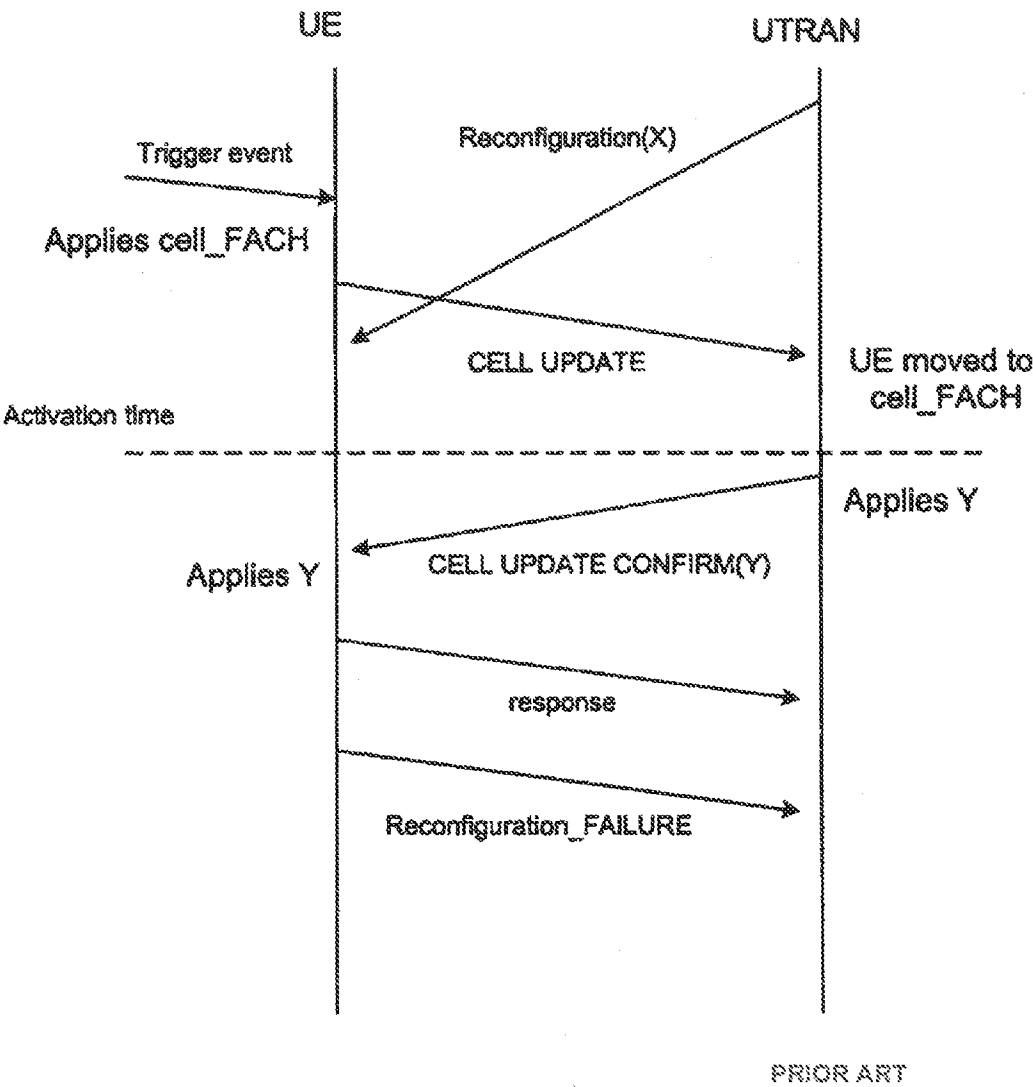 UE
UTRAN
Reconfiguration(X)
Trigger event
Applies cell_FACH
CELL UPDATE
UE moved to
cell_FACH
Activation time
Applies Y
CELL UPDATE CONFIRM(Y)
Applies Y
response
Reconfiguration_FAILURE
PRIOR ART